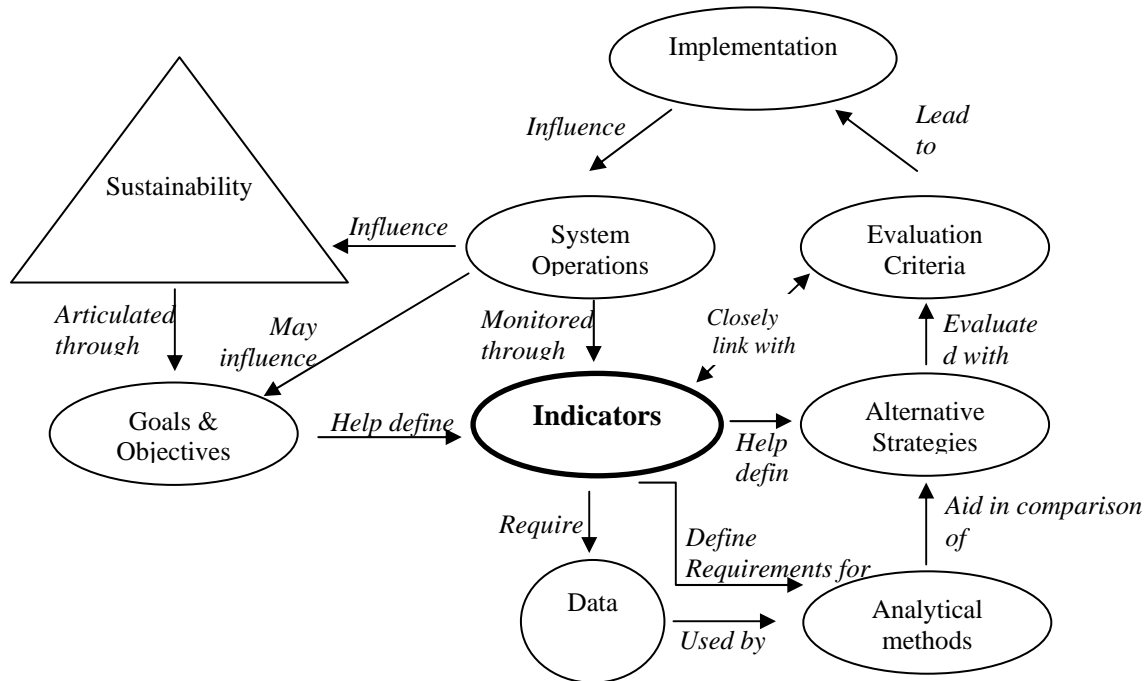 Implementation
Influence
Lead
to
Sustainability
Influence
System
Operations
Evaluation
Criteria
Articulated
through
May
influence
Monitored
through
Closely
link with
Evaluate
d with
Goals &
Objectives
Help define
Indicators
Help
defin
Alternative
Strategies
Require
Define
Requirements for
Aid in comparison
of
Data
Used by
Analytical
methods